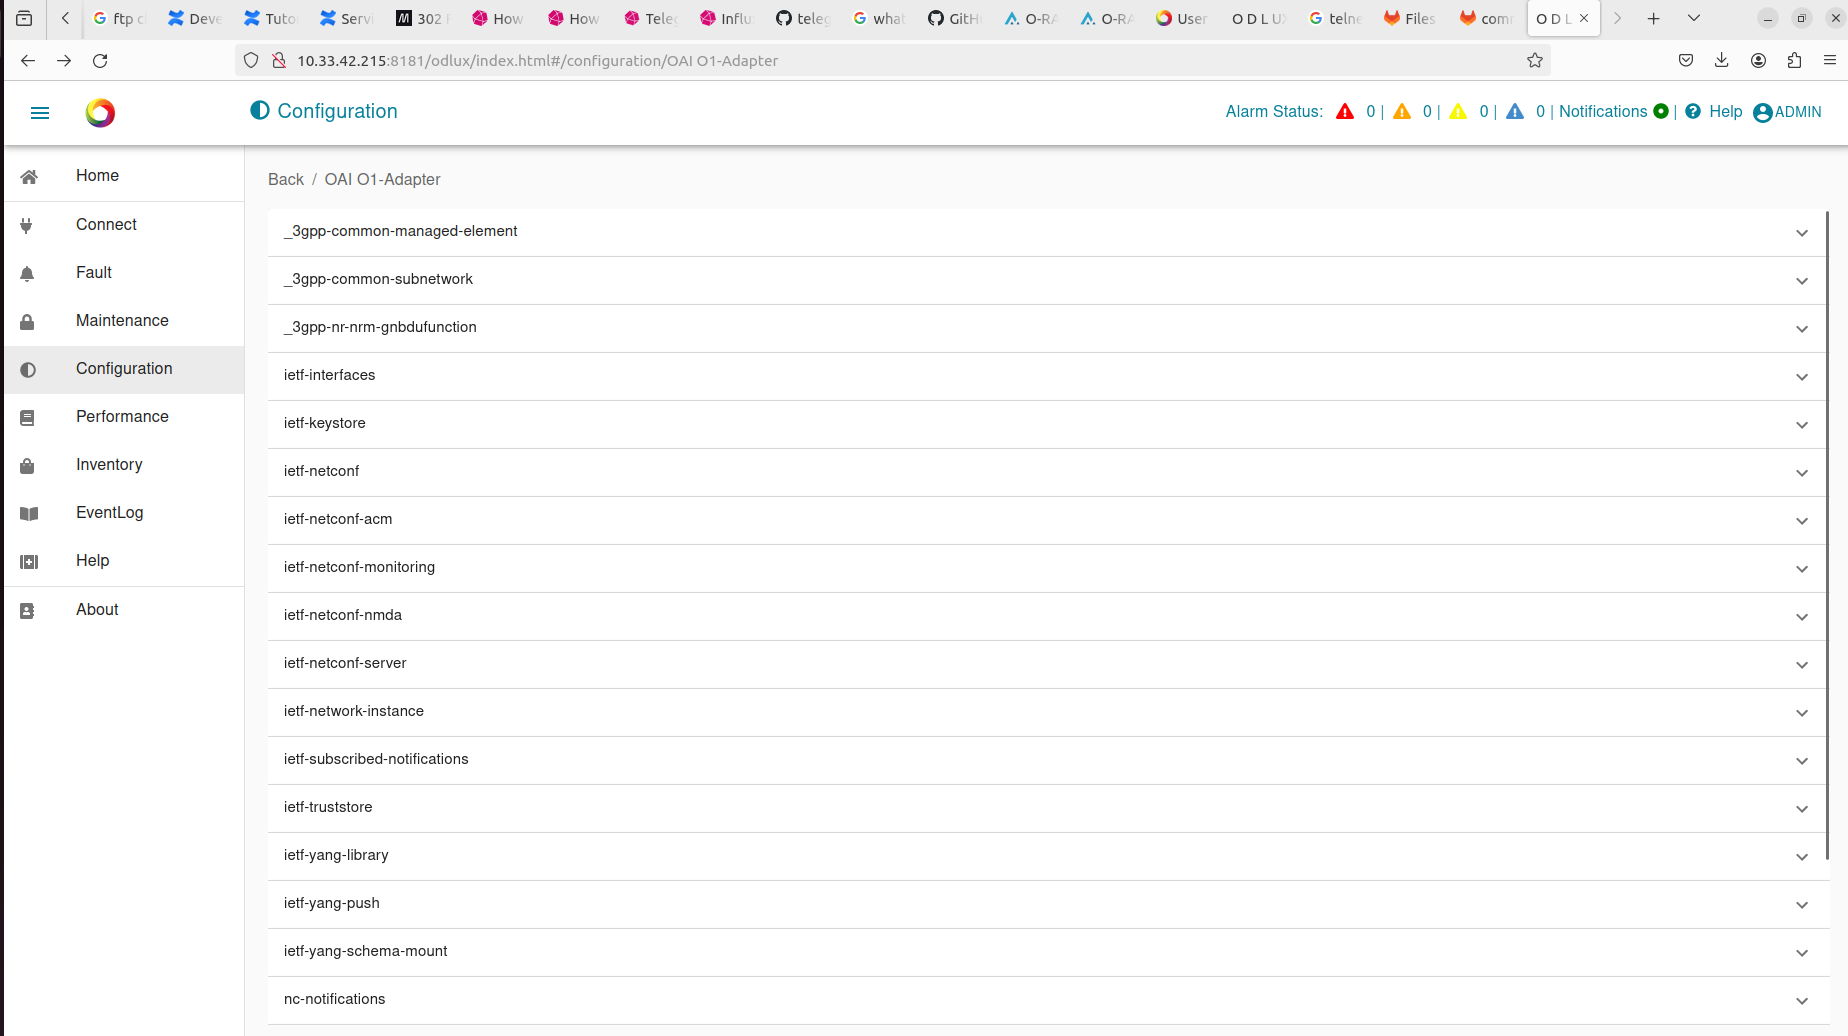 ftp
Deve
Tuto
Servi
302
How
How
Teleg
Influ
teleg
what
GitH
O-RA
O-RA
User
O D L U
telne
Files
com
O D L
10.33.42.215:8181/odlux/index.html#/configuration/OAI O1-Adapter
Configuration
Alarm Status: 0 | 0 | 0 | 0 | Notifications | Help ADMIN
Home
Connect
Fault
Maintenance
Configuration
Performance
Inventory
EventLog
Help
About
Back / OAI O1-Adapter
_3gpp-common-managed-element
_3gpp-common-subnetwork
_3gpp-nr-nrm-gnbdufunction
ietf-interfaces
ietf-keystore
ietf-netconf
ietf-netconf-acm
ietf-netconf-monitoring
ietf-netconf-nmda
ietf-netconf-server
ietf-network-instance
ietf-subscribed-notifications
ietf-truststore
ietf-yang-library
ietf-yang-push
ietf-yang-schema-mount
nc-notifications